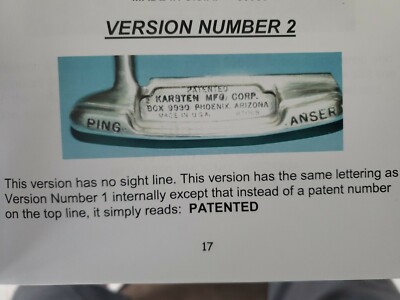 VERSION NUMBER 2
PATENTED
KARSTEN MFG. CORP.
BOX 9990 PHOENIX, ARIZONA
MADE IN U.S.A.
PING
ANSER
This version has no sight line. This version has the same lettering as
Version Number 1 internally except that instead of a patent number
on the top line, it simply reads: PATENTED
17